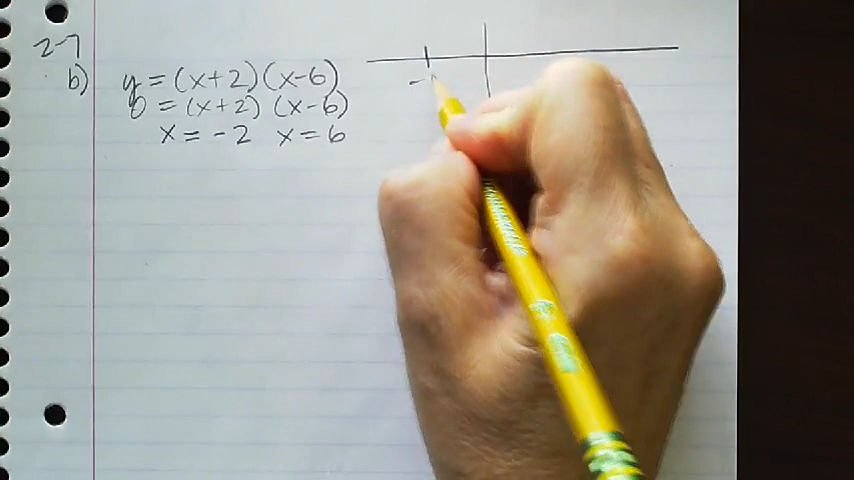 2-7
b) y = (x+2)(x-6)
0 = (x+2) (x-6)
x = -2 x = 6